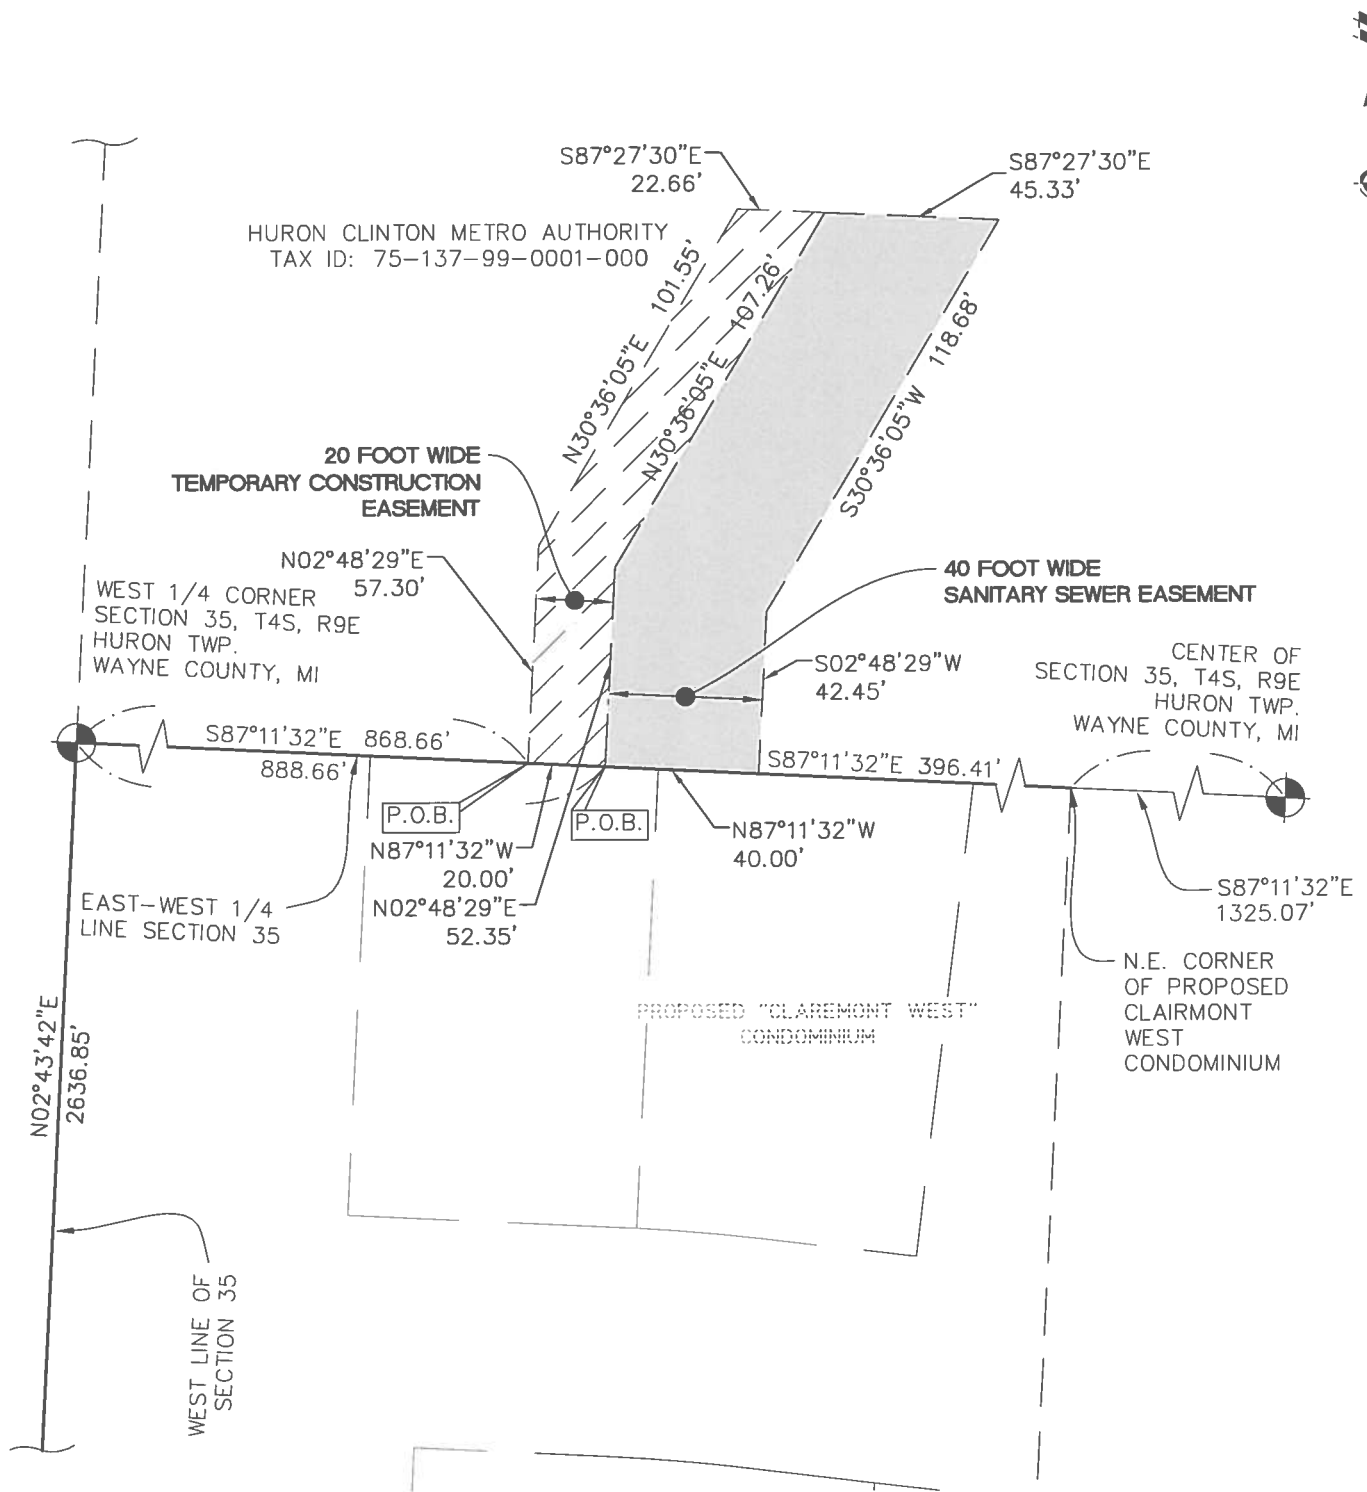 S87°27'30"E
22.66'
S87°27'30"E
45.33'
HURON CLINTON METRO AUTHORITY
TAX ID: 75-137-99-0001-000
N30°36'05"E 101.55'
N30°36'05"E 107.26'
S30°36'05"W 118.68'
20 FOOT WIDE
TEMPORARY CONSTRUCTION
EASEMENT
N02°48'29"E
57.30'
40 FOOT WIDE
SANITARY SEWER EASEMENT
WEST 1/4 CORNER
SECTION 35, T4S, R9E
HURON TWP.
WAYNE COUNTY, MI
S02°48'29"W
42.45'
CENTER OF
SECTION 35, T4S, R9E
HURON TWP.
WAYNE COUNTY, MI
S87°11'32"E 868.66'
888.66'
S87°11'32"E 396.41'
P.O.B.
P.O.B.
N87°11'32"W
20.00'
N87°11'32"W
40.00'
N02°48'29"E
52.35'
S87°11'32"E
1325.07'
EAST-WEST 1/4
LINE SECTION 35
N.E. CORNER
OF PROPOSED
CLAIRMONT
WEST
CONDOMINIUM
PROPOSED "CLAREMONT WEST"
CONDOMINIUM
N02°43'42"E
2636.85'
WEST LINE OF
SECTION 35